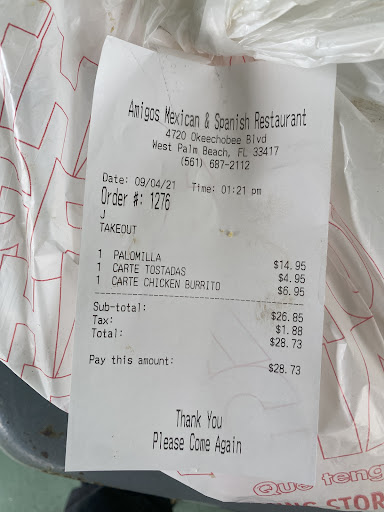 Amigos Mexican & Spanish Restaurant
4720 Okeechobee Blvd
West Palm Beach, FL 33417
(561) 687-2112
Date: 09/04/21 Time: 01:21 pm
Order #: 1276
J
TAKEOUT
1 PALOMILLA $14.95
1 CARTE TOSTADAS $4.95
1 CARTE CHICKEN BURRITO $6.95
Sub-total: $26.85
Tax: $1.88
Total: $28.73
Pay this amount: $28.73
Thank You
Please Come Again
Que teng
STOR